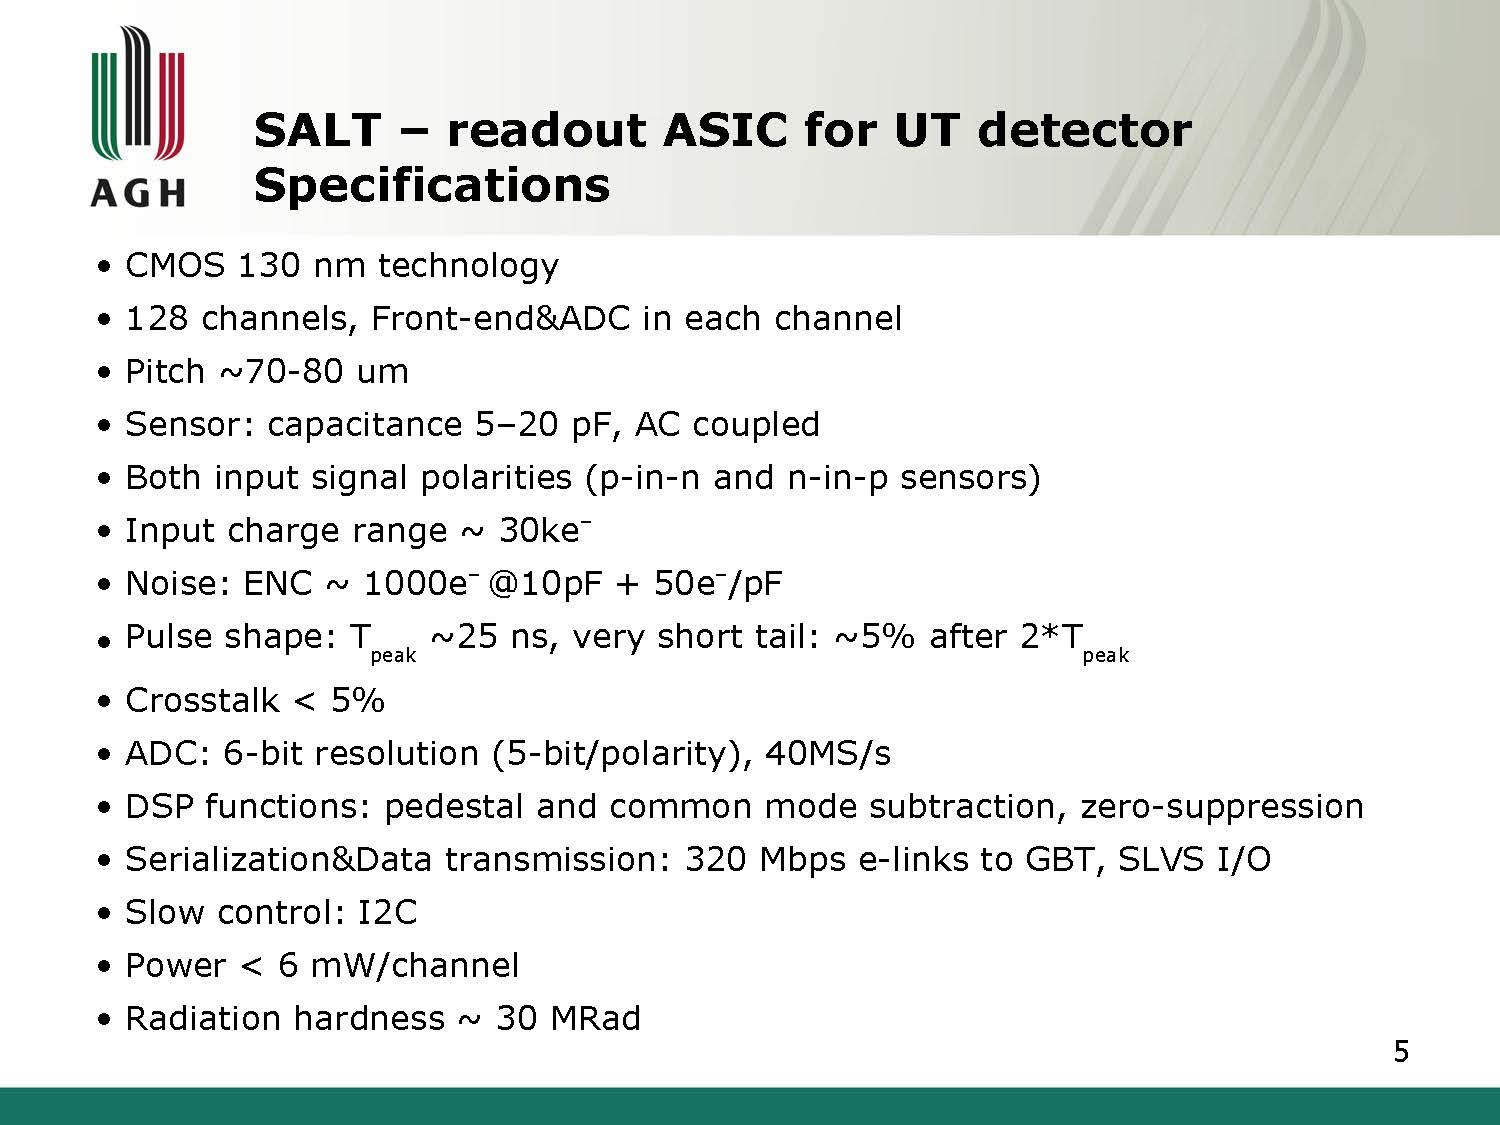 AGH
SALT – readout ASIC for UT detector
Specifications
• CMOS 130 nm technology
• 128 channels, Front-end&ADC in each channel
• Pitch ~70-80 um
• Sensor: capacitance 5–20 pF, AC coupled
• Both input signal polarities (p-in-n and n-in-p sensors)
• Input charge range ~ 30ke⁻
• Noise: ENC ~ 1000e⁻ @10pF + 50e⁻/pF
• Pulse shape: Tpeak ~25 ns, very short tail: ~5% after 2*Tpeak
• Crosstalk < 5%
• ADC: 6-bit resolution (5-bit/polarity), 40MS/s
• DSP functions: pedestal and common mode subtraction, zero-suppression
• Serialization&Data transmission: 320 Mbps e-links to GBT, SLVS I/O
• Slow control: I2C
• Power < 6 mW/channel
• Radiation hardness ~ 30 MRad
5